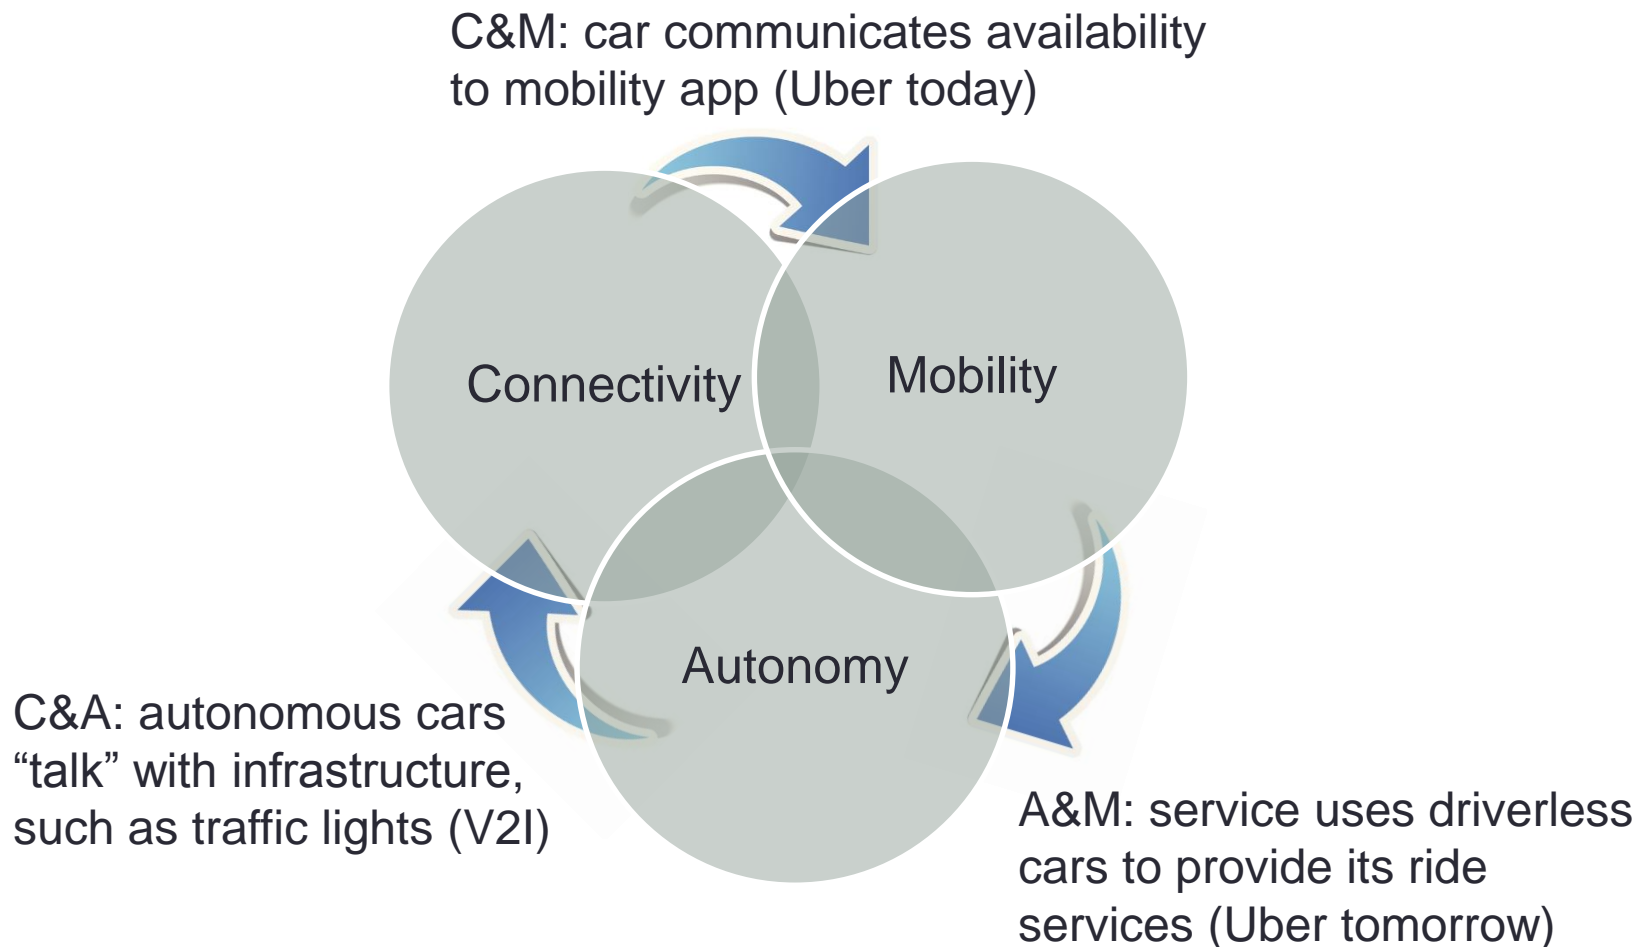 C&M: car communicates availability
to mobility app (Uber today)
Connectivity
Mobility
Autonomy
C&A: autonomous cars
“talk” with infrastructure,
such as traffic lights (V2I)
A&M: service uses driverless
cars to provide its ride
services (Uber tomorrow)